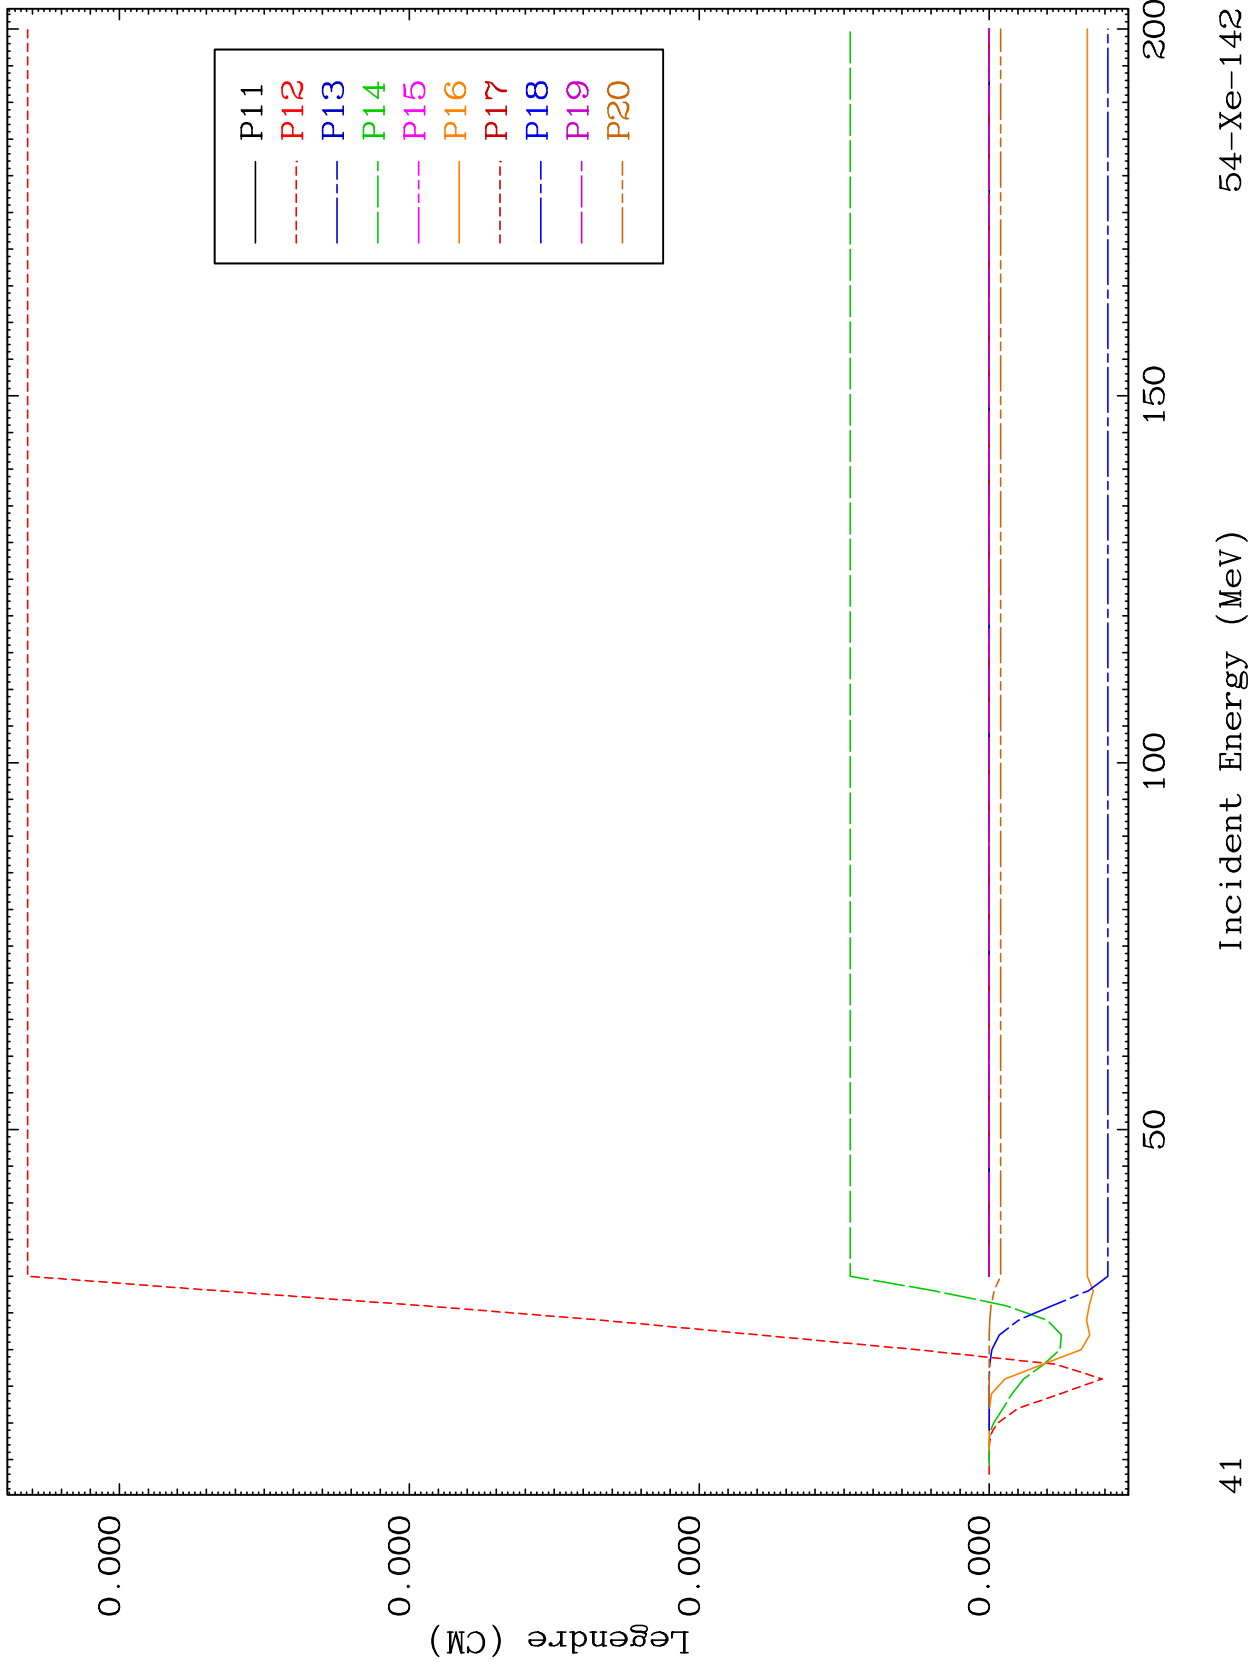 Legendre (CM)
0.000
0.000
0.000
0.000
P11
P12
P13
P14
P15
P16
P17
P18
P19
P20
50
100
150
200
41
Incident Energy (MeV)
54-Xe-142